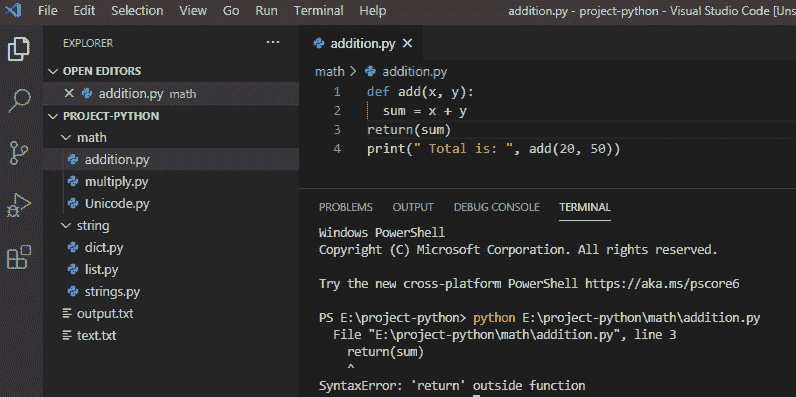 File Edit Selection View Go Run Terminal Help addition.py - project-python - Visual Studio Code [Uns
EXPLORER ...
OPEN EDITORS
addition.py math
PROJECT-PYTHON
math
addition.py
multiply.py
Unicode.py
string
dict.py
list.py
strings.py
output.txt
text.txt
addition.py
math > addition.py
1 def add(x, y):
2   sum = x + y
3 return(sum)
4 print(" Total is: ", add(20, 50))
PROBLEMS OUTPUT DEBUG CONSOLE TERMINAL
Windows PowerShell
Copyright (C) Microsoft Corporation. All rights reserved.
Try the new cross-platform PowerShell https://aka.ms/pscore6
PS E:\project-python> python E:\project-python\math\addition.py
  File "E:\project-python\math\addition.py", line 3
    return(sum)
    ^
SyntaxError: 'return' outside function